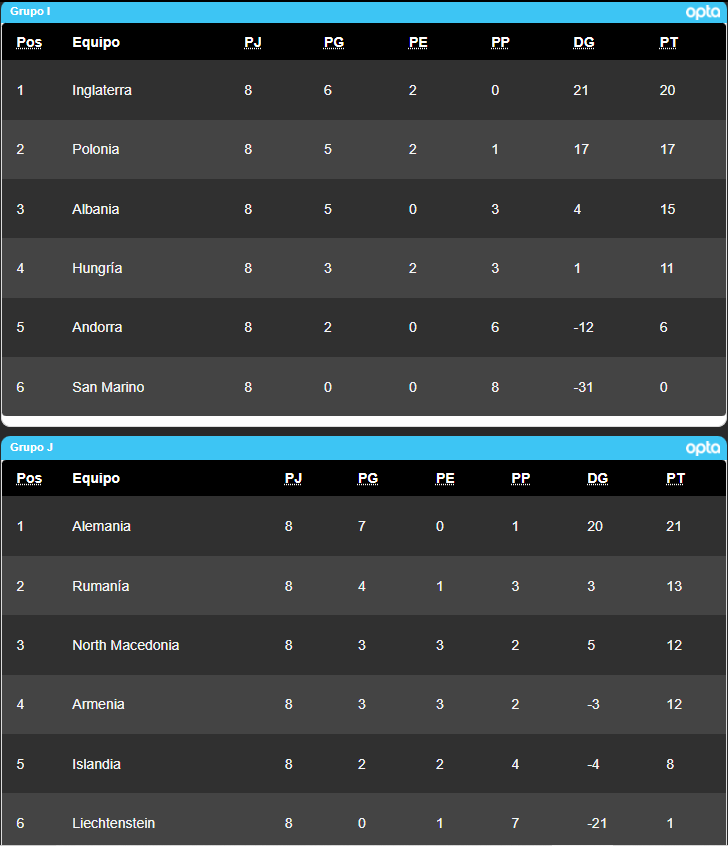 Grupo I opta
Pos Equipo PJ PG PE PP DG PT
1 Inglaterra 8 6 2 0 21 20
2 Polonia 8 5 2 1 17 17
3 Albania 8 5 0 3 4 15
4 Hungría 8 3 2 3 1 11
5 Andorra 8 2 0 6 -12 6
6 San Marino 8 0 0 8 -31 0
Grupo J opta
Pos Equipo PJ PG PE PP DG PT
1 Alemania 8 7 0 1 20 21
2 Rumanía 8 4 1 3 3 13
3 North Macedonia 8 3 3 2 5 12
4 Armenia 8 3 3 2 -3 12
5 Islandia 8 2 2 4 -4 8
6 Liechtenstein 8 0 1 7 -21 1